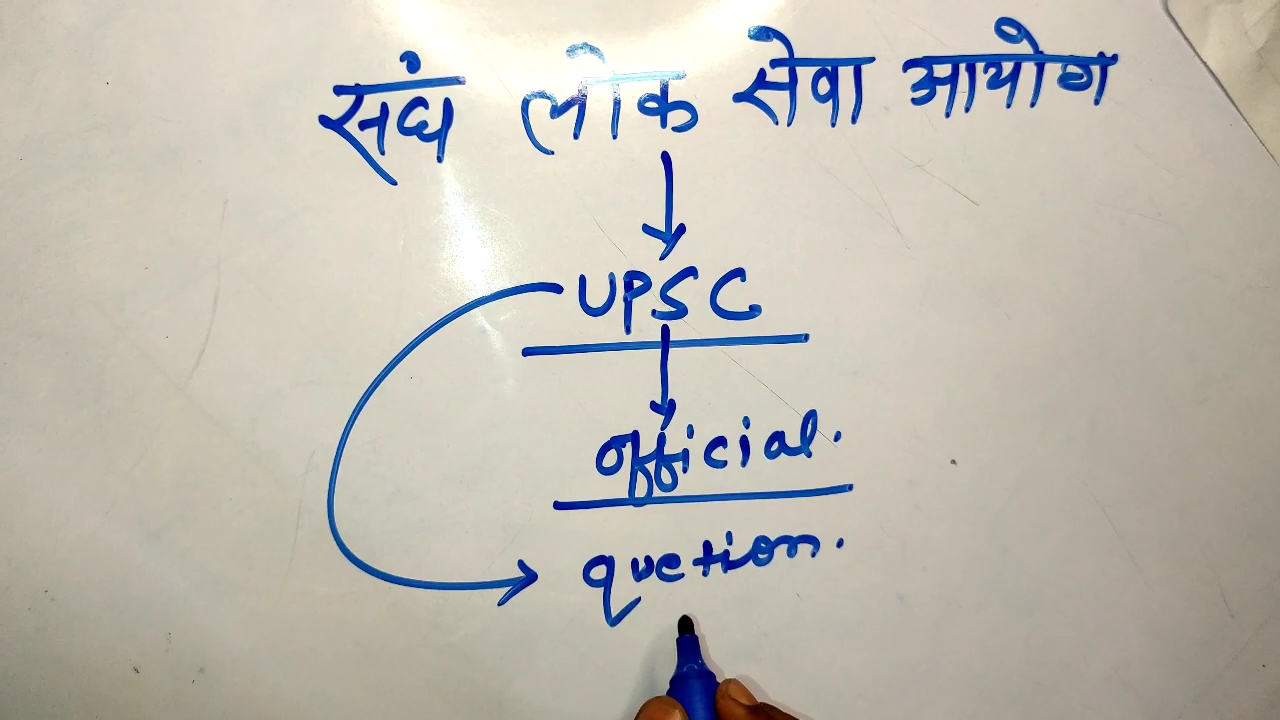 संघ लोक सेवा आयोग
UPSC
official.
quetion.